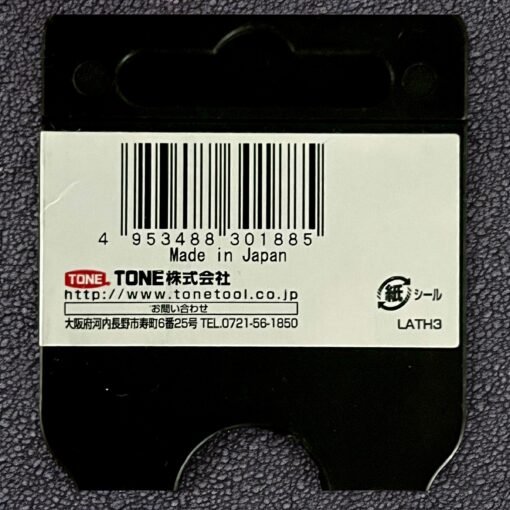 4 953488 301885
Made in Japan
TONE TONE株式会社
http://www.tonetool.co.jp
お問い合わせ
大阪府河内長野市寿町6番25号 TEL.0721-56-1850
紙 シール
LATH3